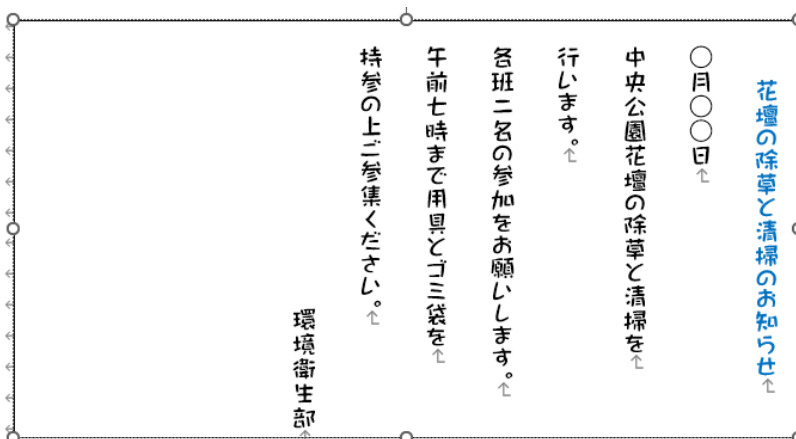 花壇の除草と清掃のお知らせ
〇月〇〇日
中央公園花壇の除草と清掃を
行います。
各班二名の参加をお願いします。
午前七時まで用具とゴミ袋を
持参の上ご参集ください。
環境衛生部